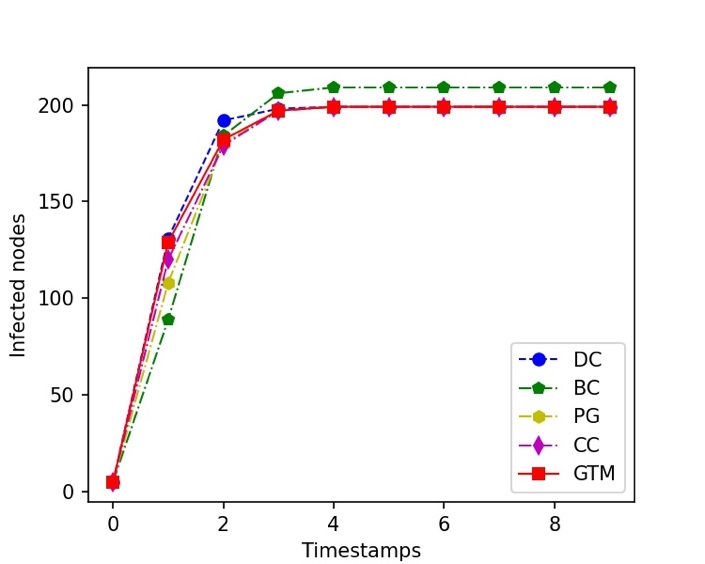 200
150
100
50
0
Infected nodes
DC
BC
PG
CC
GTM
0 2 4 6 8
Timestamps